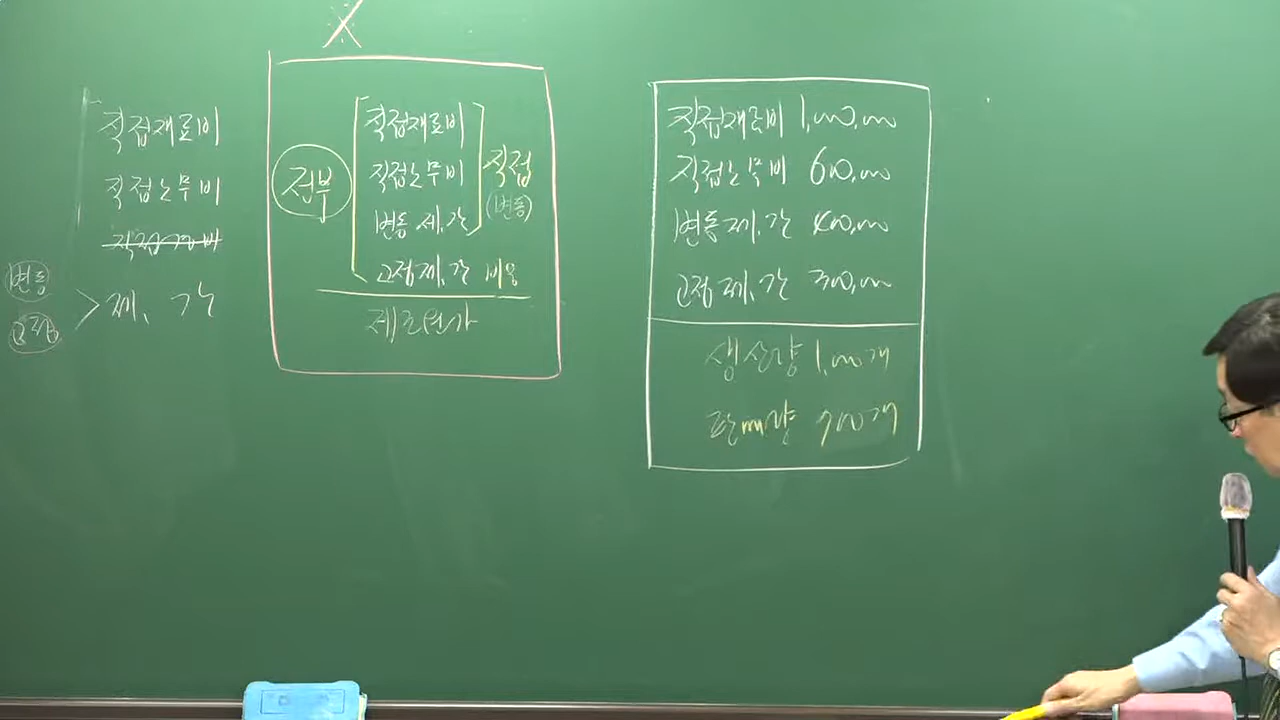 직접재료비
직접노무비
직접경비
변동
고정
제, 간
X
전부
직접재료비
직접노무비
변동 제, 간
고정 제, 간 비용
제조원가
직접
(변동)
직접재료비 1,000,000
직접노무비 600,000
변동 제, 간 400,000
고정 제, 간 300,000
생산량 1,000개
판매량 700개